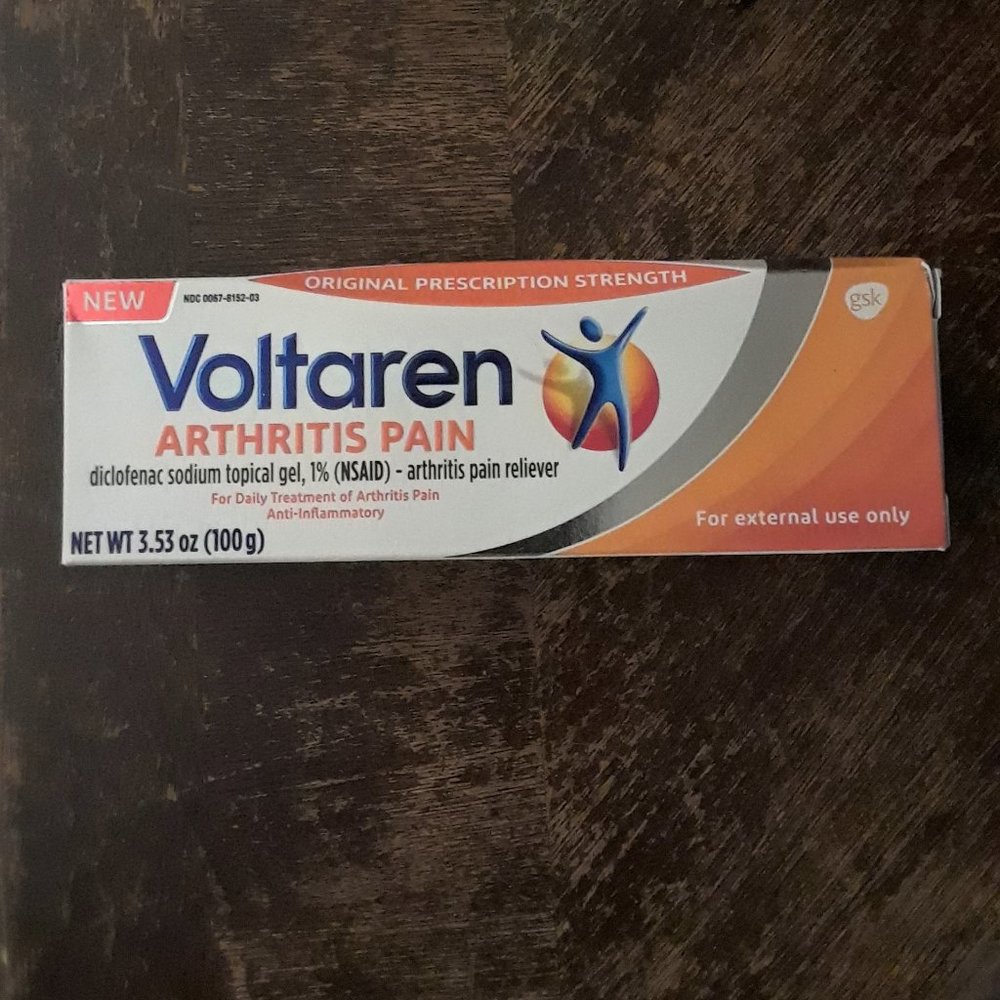 ORIGINAL PRESCRIPTION STRENGTH
NEW
NDC 0067-8152-03
gsk
Voltaren
ARTHRITIS PAIN
diclofenac sodium topical gel, 1% (NSAID) - arthritis pain reliever
For Daily Treatment of Arthritis Pain
Anti-Inflammatory
For external use only
NET WT 3.53 oz (100 g)